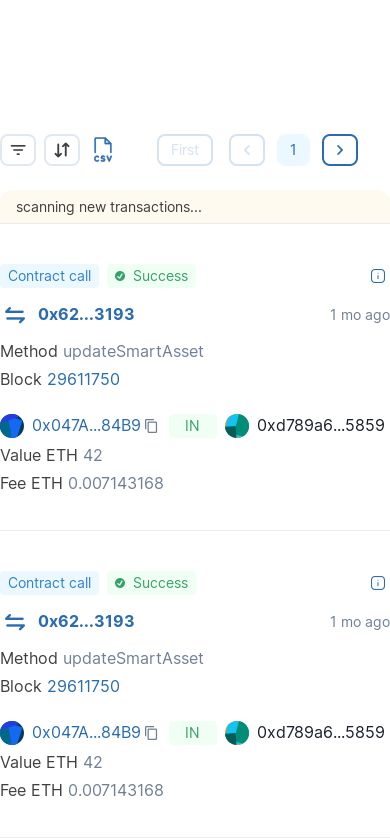 CSV
First
1
scanning new transactions...
Contract call
Success
0x62...3193
1 mo ago
Method updateSmartAsset
Block 29611750
0x047A...84B9 IN 0xd789a6...5859
Value ETH 42
Fee ETH 0.007143168
Contract call
Success
0x62...3193
1 mo ago
Method updateSmartAsset
Block 29611750
0x047A...84B9 IN 0xd789a6...5859
Value ETH 42
Fee ETH 0.007143168